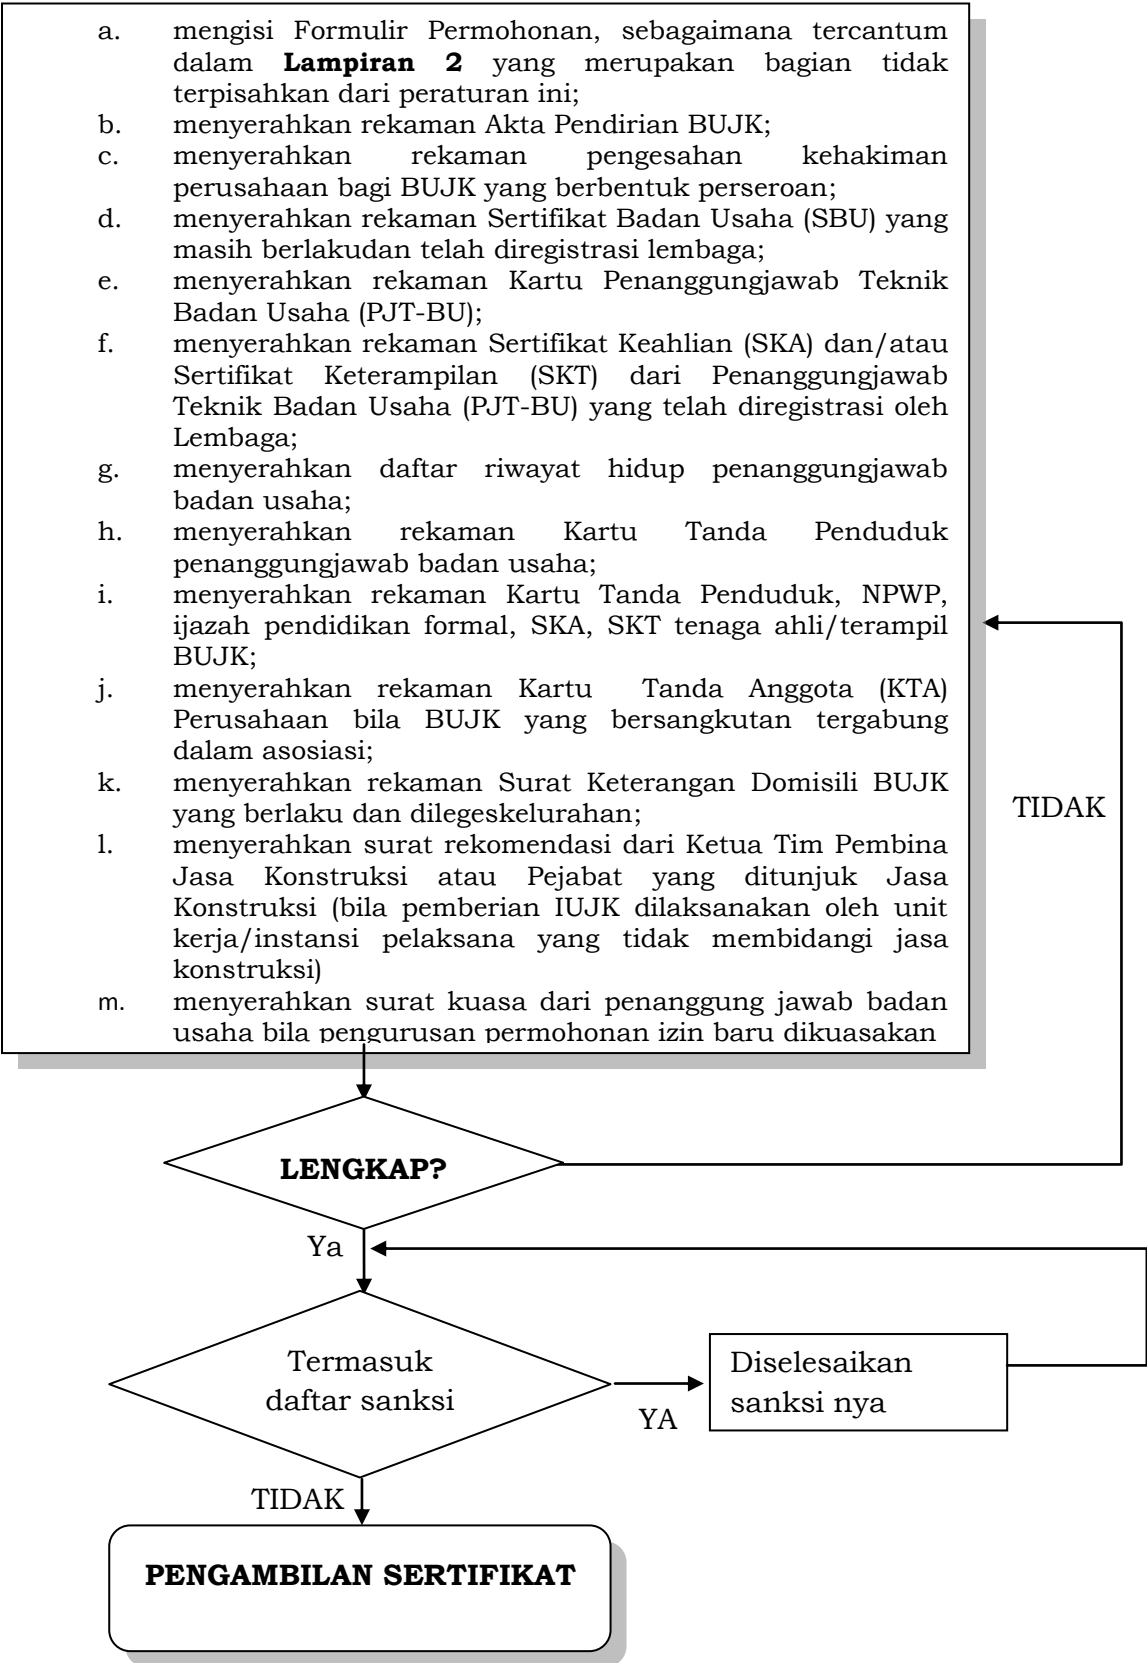 a. mengisi Formulir Permohonan, sebagaimana tercantum
dalam Lampiran 2 yang merupakan bagian tidak
terpisahkan dari peraturan ini;
b. menyerahkan rekaman Akta Pendirian BUJK;
c. menyerahkan rekaman pengesahan kehakiman
perusahaan bagi BUJK yang berbentuk perseroan;
d. menyerahkan rekaman Sertifikat Badan Usaha (SBU) yang
masih berlakudan telah diregistrasi lembaga;
e. menyerahkan rekaman Kartu Penanggungjawab Teknik
Badan Usaha (PJT-BU);
f. menyerahkan rekaman Sertifikat Keahlian (SKA) dan/atau
Sertifikat Keterampilan (SKT) dari Penanggungjawab
Teknik Badan Usaha (PJT-BU) yang telah diregistrasi oleh
Lembaga;
g. menyerahkan daftar riwayat hidup penanggungjawab
badan usaha;
h. menyerahkan rekaman Kartu Tanda Penduduk
penanggungjawab badan usaha;
i. menyerahkan rekaman Kartu Tanda Penduduk, NPWP,
ijazah pendidikan formal, SKA, SKT tenaga ahli/terampil
BUJK;
j. menyerahkan rekaman Kartu Tanda Anggota (KTA)
Perusahaan bila BUJK yang bersangkutan tergabung
dalam asosiasi;
k. menyerahkan rekaman Surat Keterangan Domisili BUJK
yang berlaku dan dilegeskelurahan;
l. menyerahkan surat rekomendasi dari Ketua Tim Pembina
Jasa Konstruksi atau Pejabat yang ditunjuk Jasa
Konstruksi (bila pemberian IUJK dilaksanakan oleh unit
kerja/instansi pelaksana yang tidak membidangi jasa
konstruksi)
m. menyerahkan surat kuasa dari penanggung jawab badan
usaha bila pengurusan permohonan izin baru dikuasakan
TIDAK
LENGKAP?
Ya
Termasuk
daftar sanksi
YA
Diselesaikan
sanksi nya
TIDAK
PENGAMBILAN SERTIFIKAT